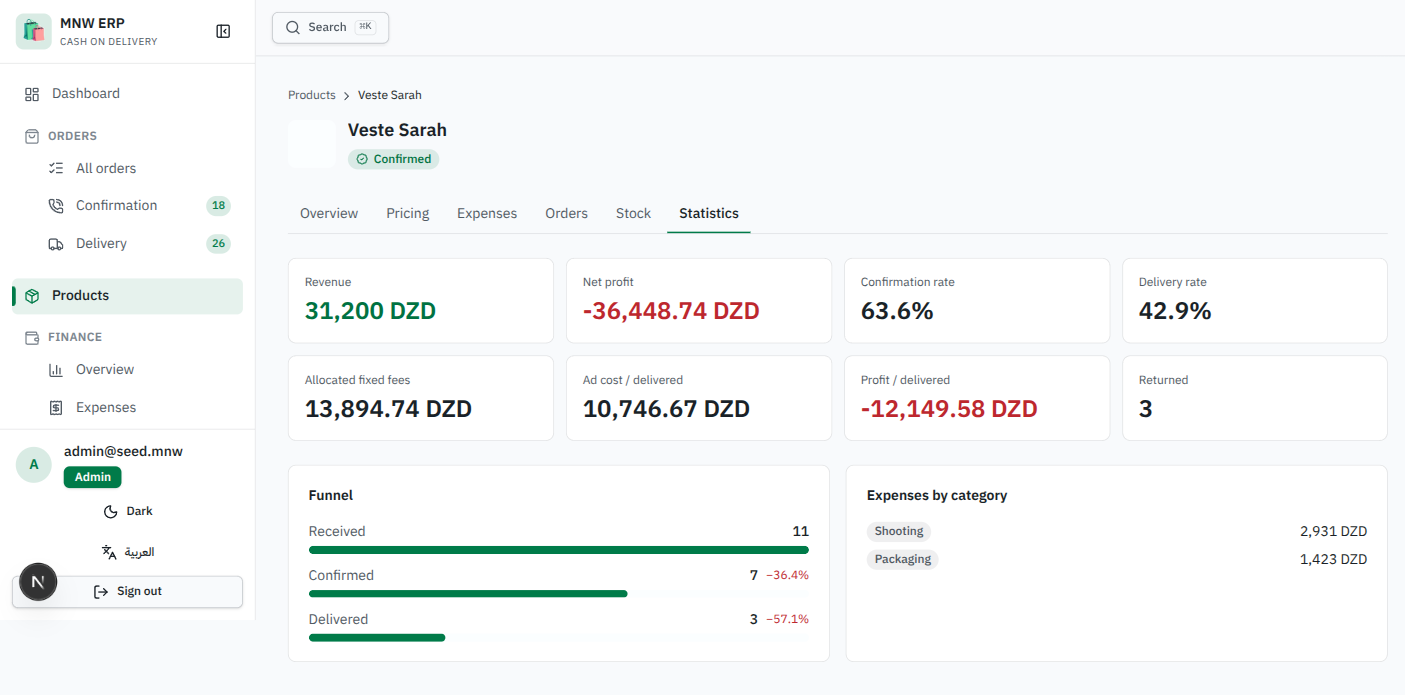 MNW ERP
CASH ON DELIVERY
Search ⌘K
Dashboard
ORDERS
All orders
Confirmation 18
Delivery 26
Products
FINANCE
Overview
Expenses
A
admin@seed.mnw
Admin
Dark
العربية
N
Sign out
Products > Veste Sarah
Veste Sarah
Confirmed
Overview Pricing Expenses Orders Stock Statistics
Revenue
31,200 DZD
Net profit
-36,448.74 DZD
Confirmation rate
63.6%
Delivery rate
42.9%
Allocated fixed fees
13,894.74 DZD
Ad cost / delivered
10,746.67 DZD
Profit / delivered
-12,149.58 DZD
Returned
3
Funnel
Received 11
Confirmed 7 −36.4%
Delivered 3 −57.1%
Expenses by category
Shooting 2,931 DZD
Packaging 1,423 DZD